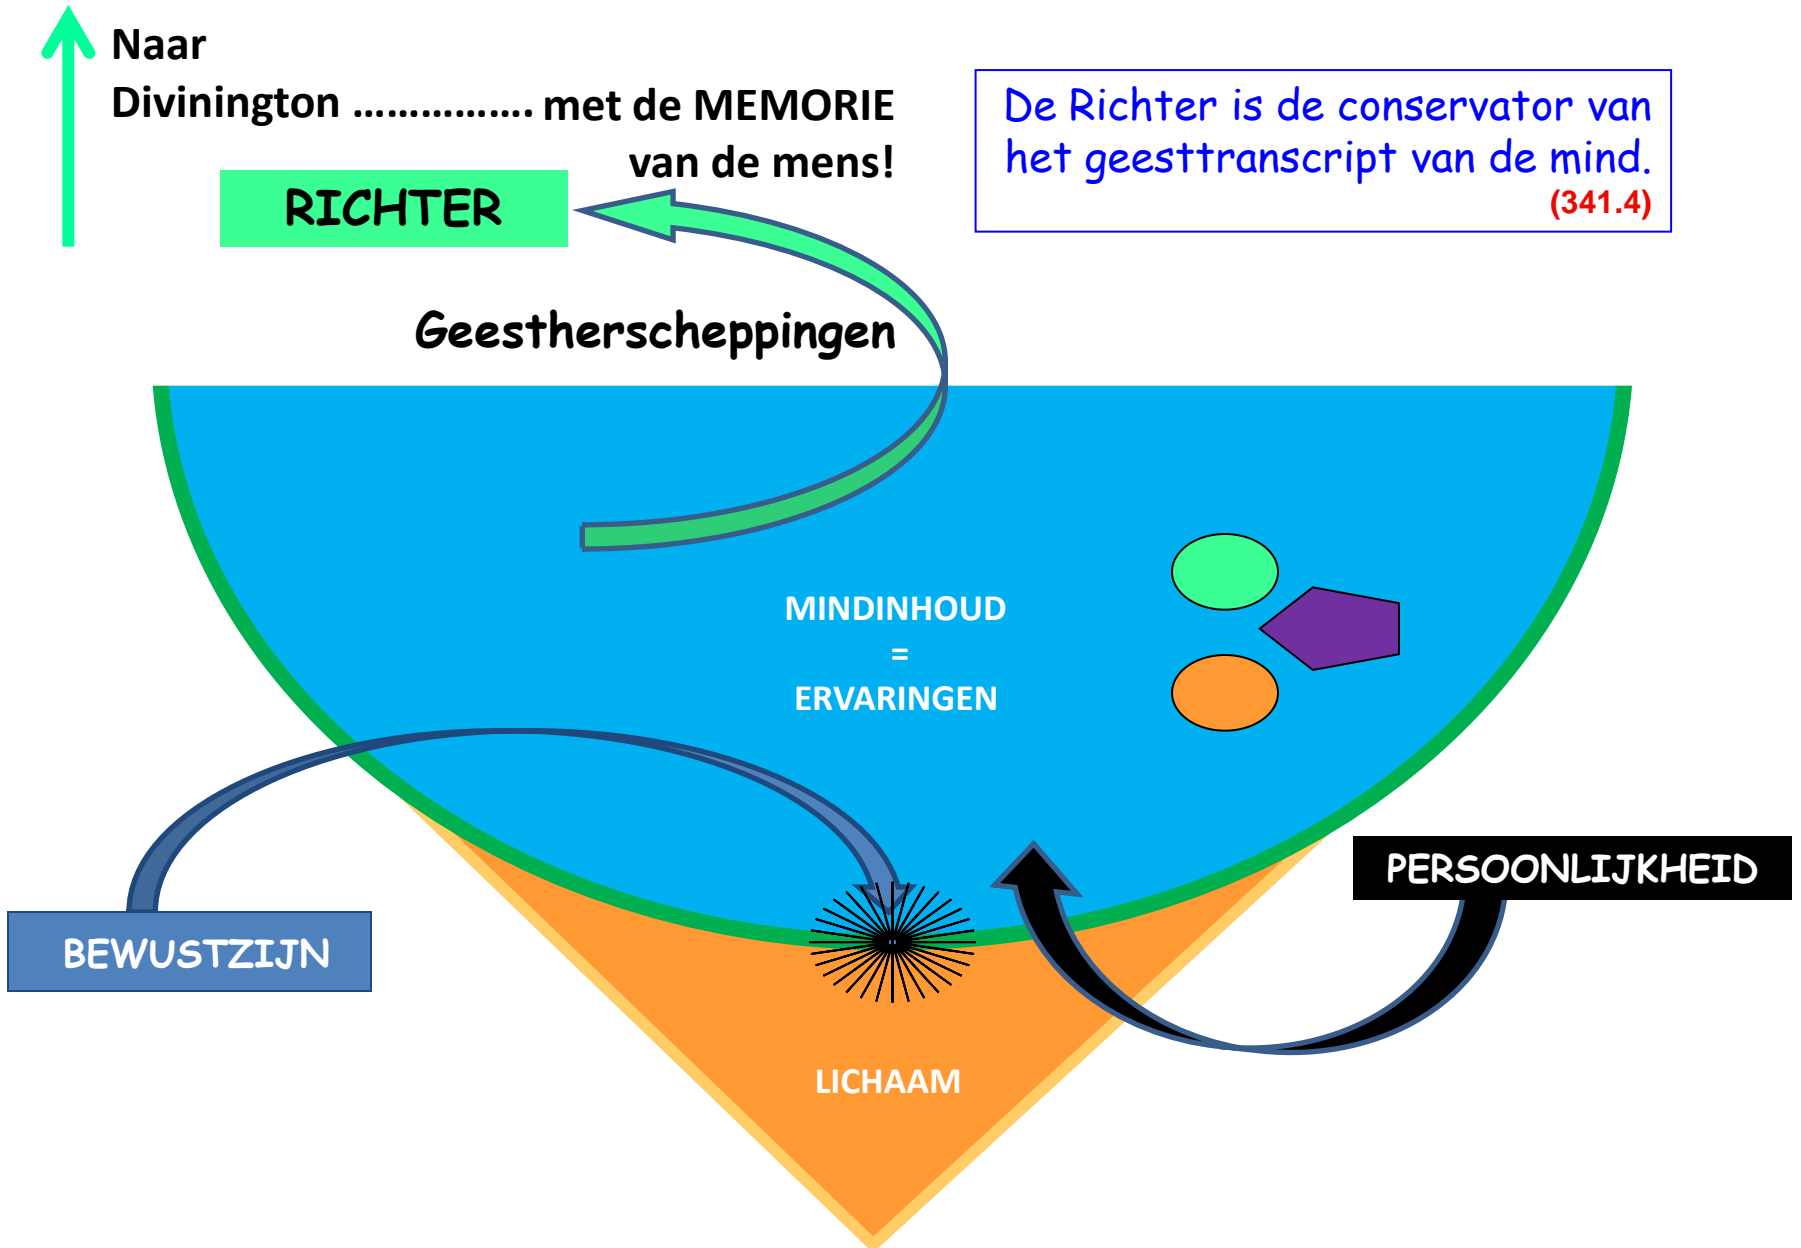 Naar
Divinington ................ met de MEMORIE
van de mens!
De Richter is de conservator van
het geesttranscript van de mind.
(341.4)
RICHTER
Geestherscheppingen
MINDINHOUD
=
ERVARINGEN
PERSOONLIJKHEID
BEWUSTZIJN
LICHAAM